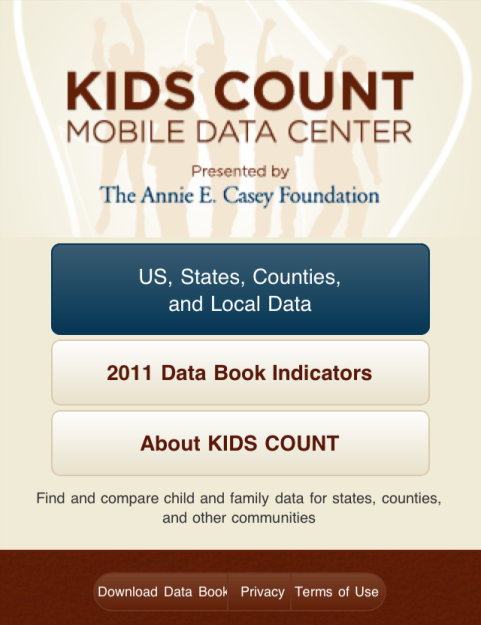 KIDS COUNT
MOBILE DATA CENTER
Presented by
The Annie E. Casey Foundation
US, States, Counties,
and Local Data
2011 Data Book Indicators
About KIDS COUNT
Find and compare child and family data for states, counties,
and other communities
Download Data Book Privacy Terms of Use